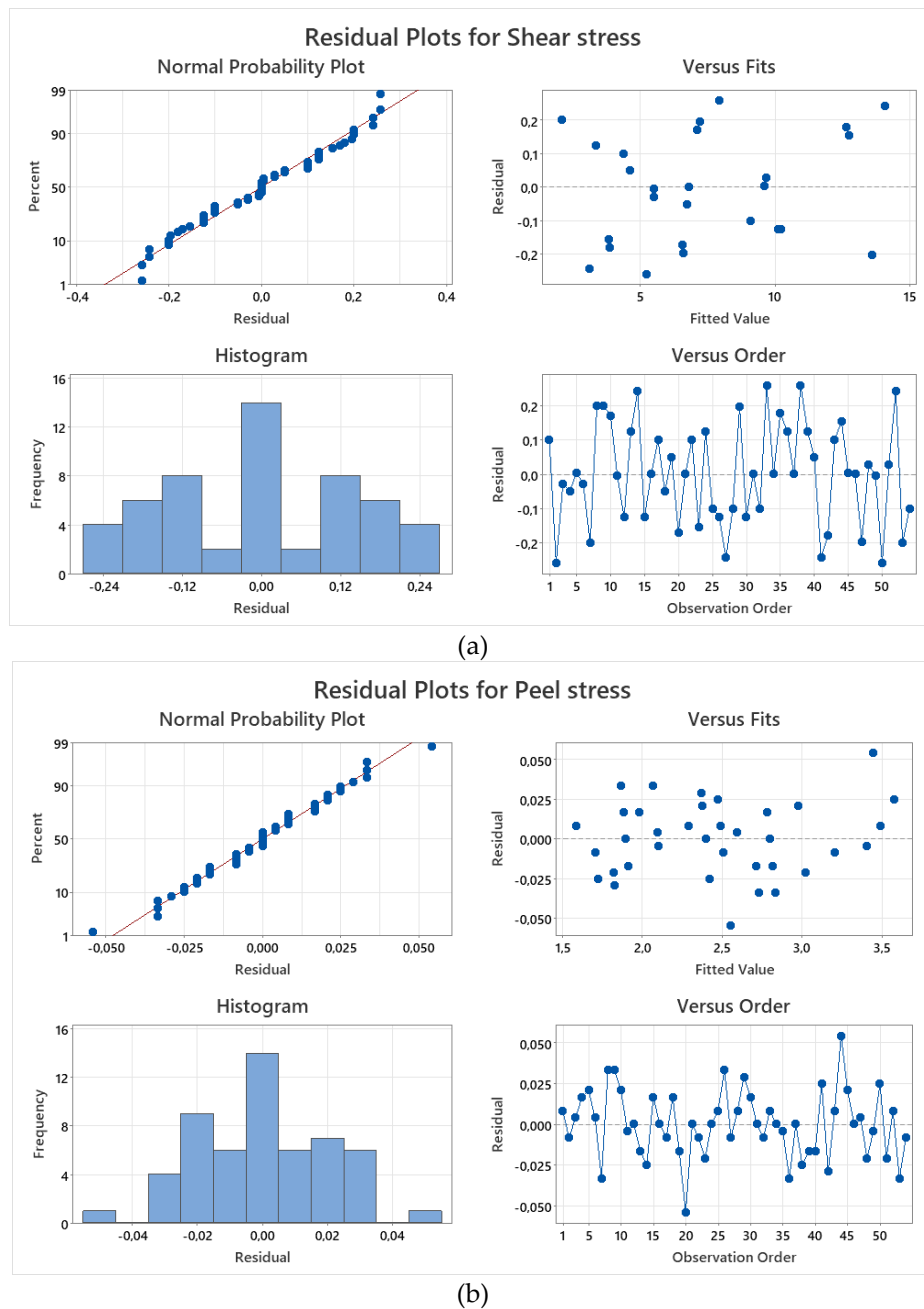 Residual Plots for Shear stress
Normal Probability Plot
Versus Fits
99
90
50
10
1
Percent
-0,4
-0,2
0,0
0,2
0,4
Residual
0,2
0,1
0,0
-0,1
-0,2
Residual
5
10
15
Fitted Value
Histogram
Versus Order
16
12
8
4
0
Frequency
-0,24
-0,12
0,00
0,12
0,24
Residual
0,2
0,1
0,0
-0,1
-0,2
Residual
1 5 10 15 20 25 30 35 40 45 50
Observation Order
(a)
Residual Plots for Peel stress
Normal Probability Plot
Versus Fits
99
90
50
10
1
Percent
-0,050
-0,025
0,000
0,025
0,050
Residual
0,050
0,025
0,000
-0,025
-0,050
Residual
1,5
2,0
2,5
3,0
3,5
Fitted Value
Histogram
Versus Order
16
12
8
4
0
Frequency
-0,04
-0,02
0,00
0,02
0,04
Residual
0,050
0,025
0,000
-0,025
-0,050
Residual
1 5 10 15 20 25 30 35 40 45 50
Observation Order
(b)